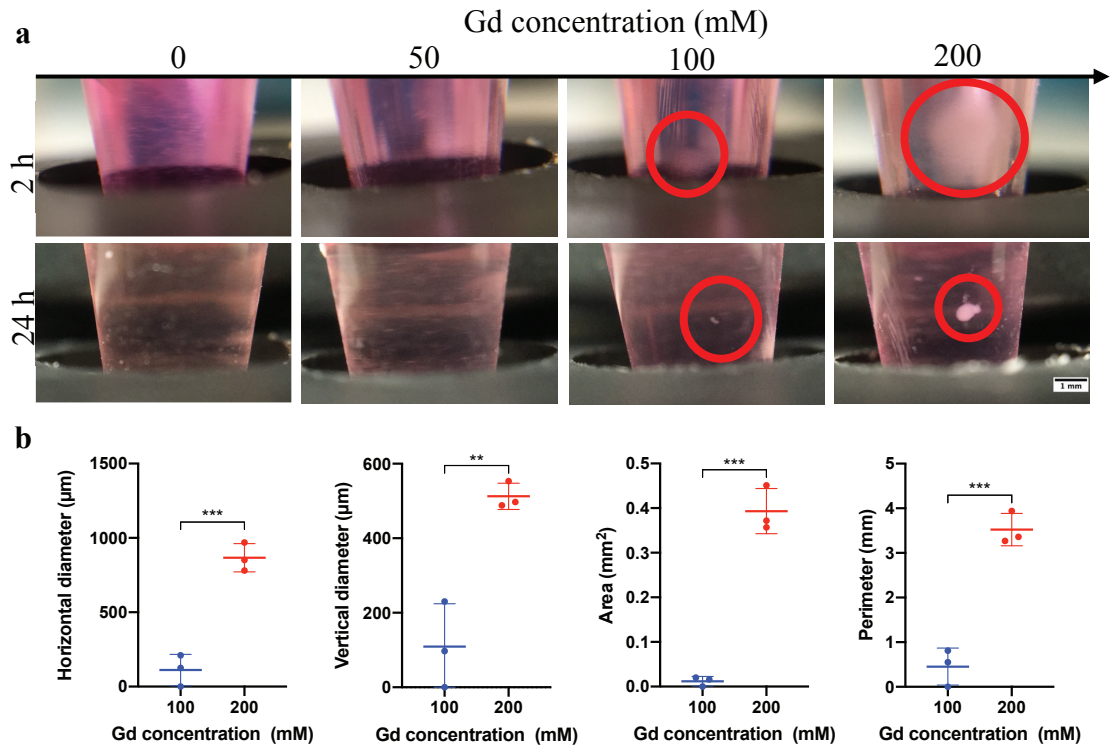 a
Gd concentration (mM)
0 50 100 200
2 h
24 h
1 mm
b
Horizontal diameter (μm)
1500
1000
500
0
***
100 200
Gd concentration (mM)
Vertical diameter (μm)
600
400
200
0
**
100 200
Gd concentration (mM)
Area (mm²)
0.5
0.4
0.3
0.2
0.1
0.0
***
100 200
Gd concentration (mM)
Perimeter (mm)
5
4
3
2
1
0
***
100 200
Gd concentration (mM)